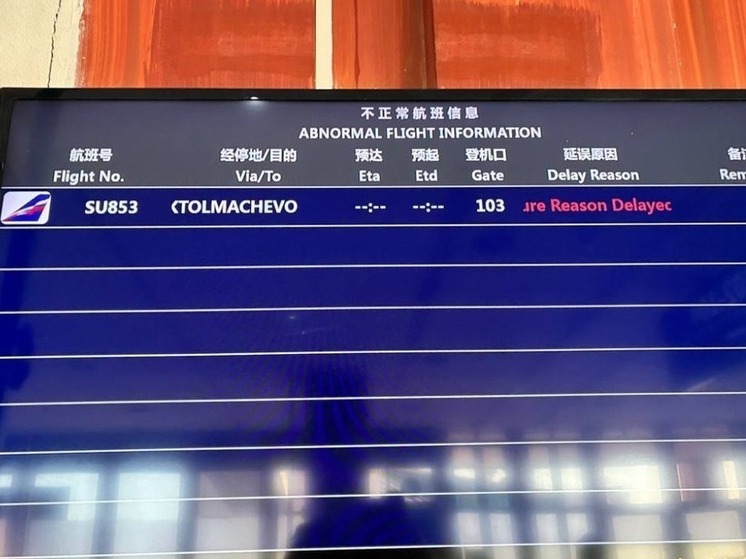 不正常航班信息
ABNORMAL FLIGHT INFORMATION
航班号 经停地/目的 预达 预起 登机口 延误原因
Flight No. Via/To Eta Etd Gate Delay Reason
SU853 TOLMACHEVO --:-- --:-- 103 Reason